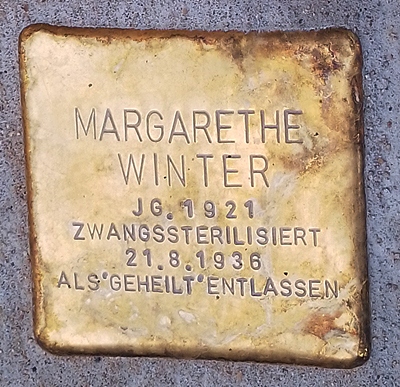 MARGARETHE
WINTER
JG. 1921
ZWANGSSTERILISIERT
21.8.1936
ALS "GEHEILT" ENTLASSEN